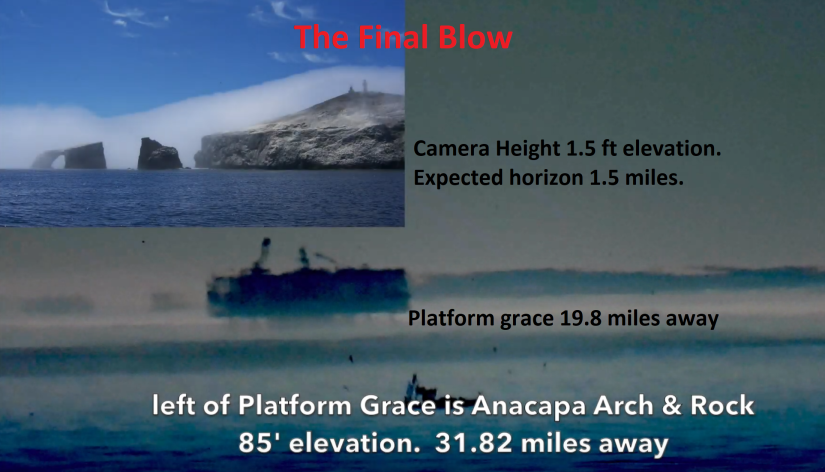 The Final Blow
Camera Height 1.5 ft elevation.
Expected horizon 1.5 miles.
Platform grace 19.8 miles away
left of Platform Grace is Anacapa Arch & Rock
85' elevation.  31.82 miles away